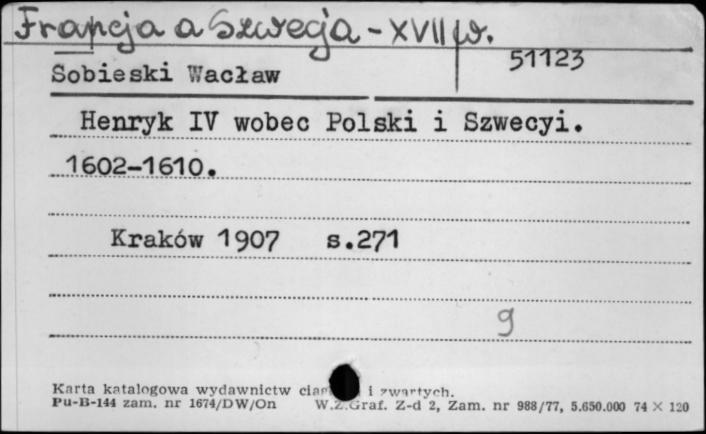 Francja a Szwecja - XVII w.
51123
Sobieski Wacław
Henryk IV wobec Polski i Szwecyi.
1602-1610.
Kraków 1907 s.271
9
Karta katalogowa wydawnictw i zwartych.
Pu-B-144 zam. nr 1674/DW/On W.Z.Graf. Z-d 2, Zam. nr 988/77, 5.650.000 74 × 120